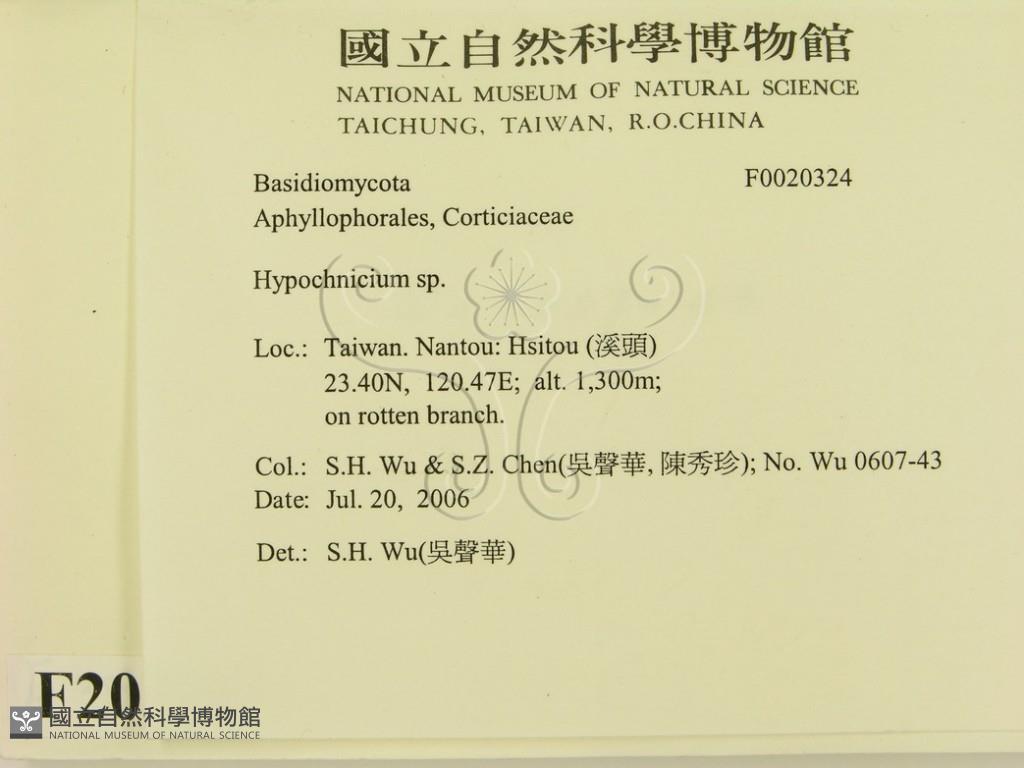 國立自然科學博物館
NATIONAL MUSEUM OF NATURAL SCIENCE
TAICHUNG, TAIWAN, R.O.CHINA
Basidiomycota F0020324
Aphyllophorales, Corticiaceae
Hypochnicium sp.
Loc.: Taiwan. Nantou: Hsitou (溪頭)
23.40N, 120.47E; alt. 1,300m;
on rotten branch.
Col.: S.H. Wu & S.Z. Chen(吳聲華, 陳秀珍); No. Wu 0607-43
Date: Jul. 20, 2006
Det.: S.H. Wu(吳聲華)
F20
國立自然科學博物館
NATIONAL MUSEUM OF NATURAL SCIENCE